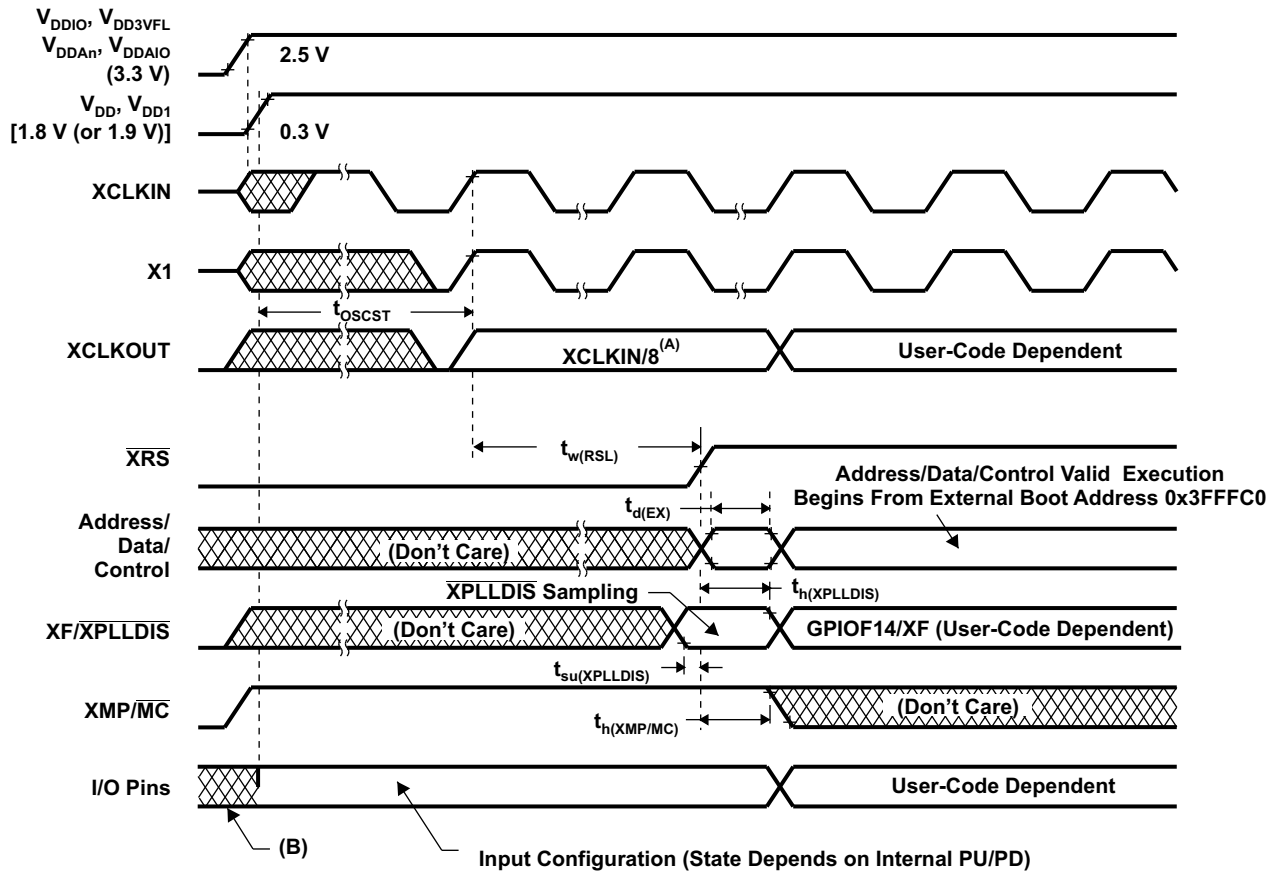 V_DDIO, V_DD3VFL
V_DDAn, V_DDAIO
(3.3 V)
2.5 V
V_DD, V_DD1
[1.8 V (or 1.9 V)]
0.3 V
XCLKIN
X1
t_OSCST
XCLKOUT
XCLKIN/8^(A)
User-Code Dependent
t_w(RSL)
XRS
Address/Data/Control Valid Execution
Begins From External Boot Address 0x3FFFC0
t_d(EX)
Address/
Data/
Control
(Don't Care)
XPLLDIS Sampling
t_h(XPLLDIS)
XF/XPLLDIS
(Don't Care)
GPIOF14/XF (User-Code Dependent)
t_su(XPLLDIS)
XMP/MC
(Don't Care)
t_h(XMP/MC)
I/O Pins
User-Code Dependent
(B)
Input Configuration (State Depends on Internal PU/PD)